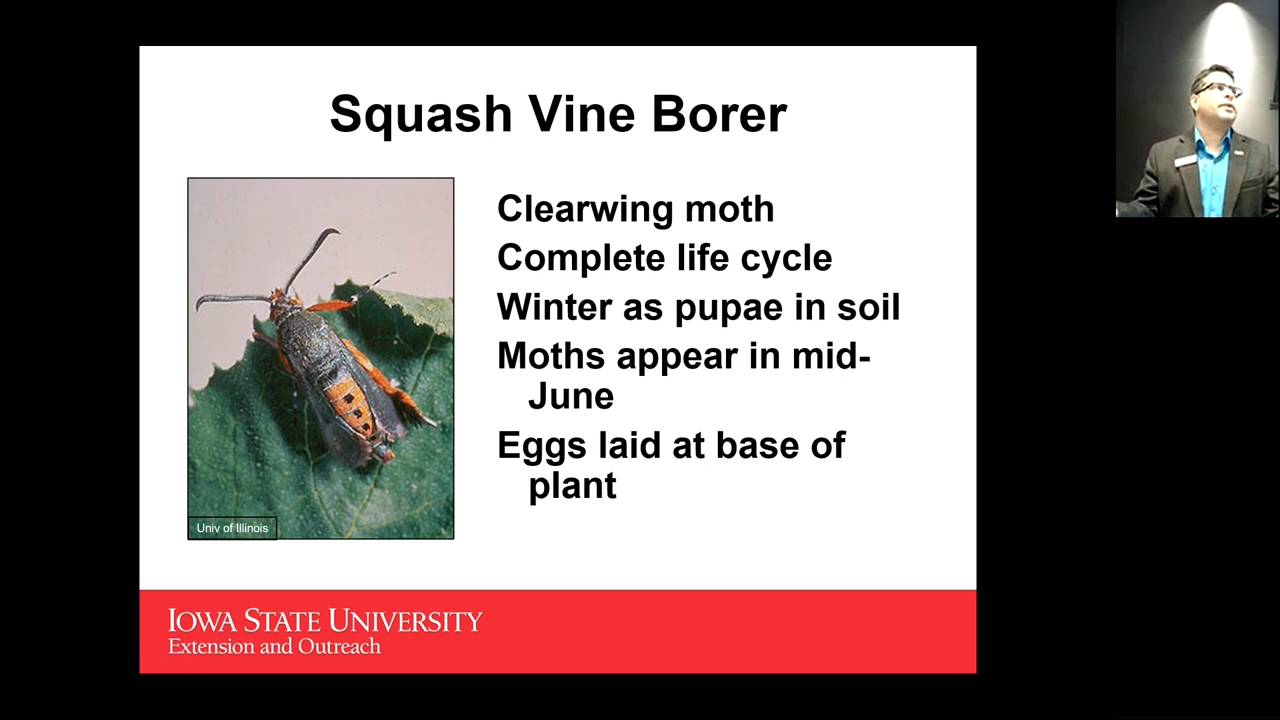 Squash Vine Borer
Clearwing moth
Complete life cycle
Winter as pupae in soil
Moths appear in mid-
June
Eggs laid at base of
plant
Univ of Illinois
IOWA STATE UNIVERSITY
Extension and Outreach